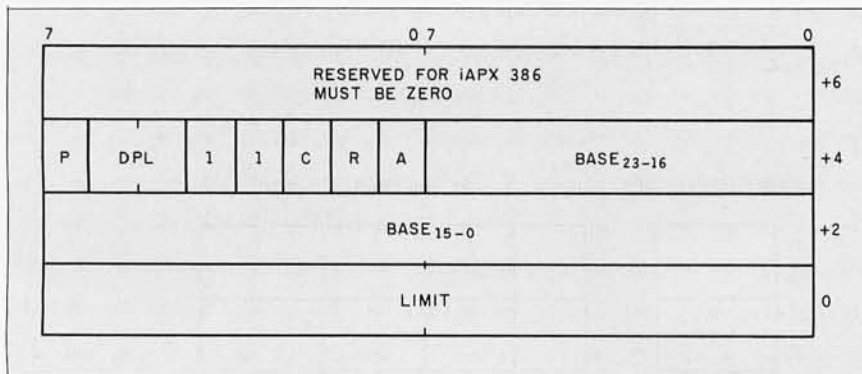 7 0 7 0
RESERVED FOR iAPX 386
MUST BE ZERO
+6
P DPL 1 1 C R A BASE23-16 +4
BASE15-0 +2
LIMIT 0